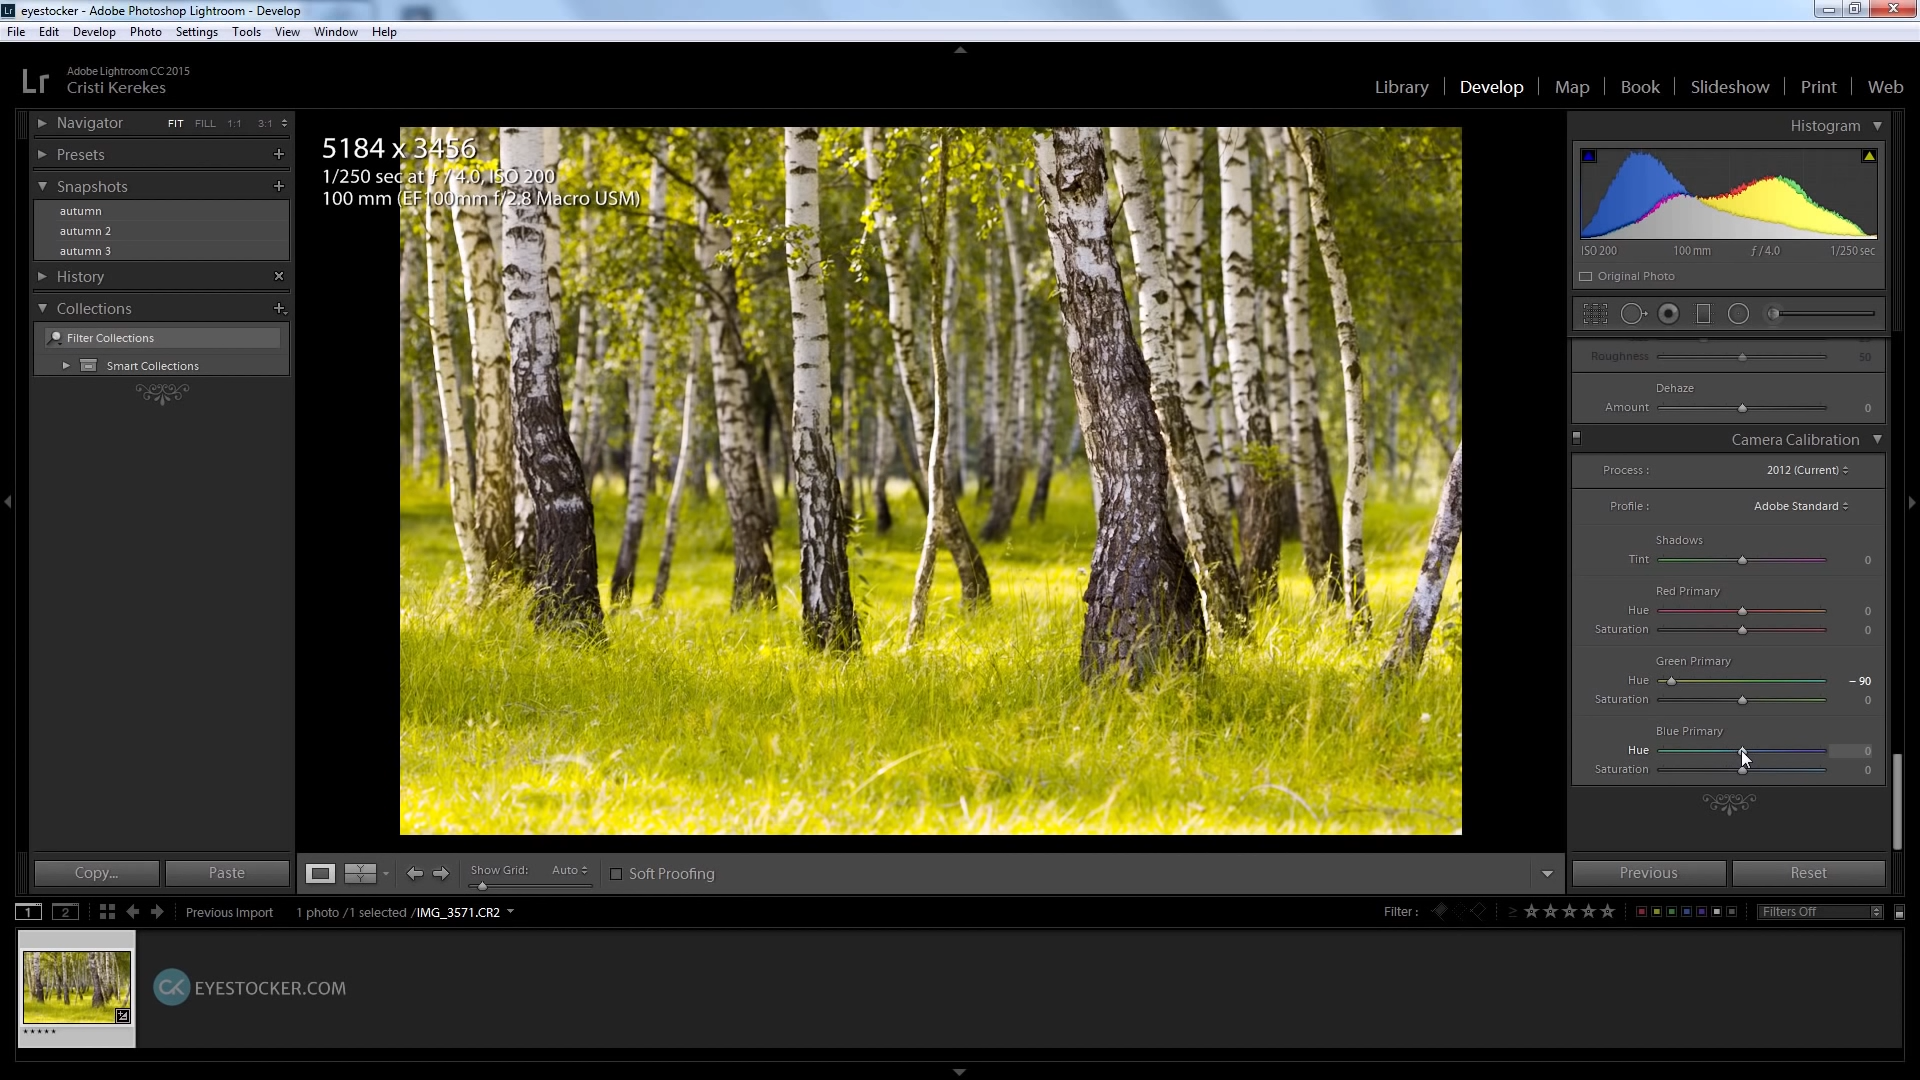 eyestocker - Adobe Photoshop Lightroom - Develop
File Edit Develop Photo Settings Tools View Window Help
Lr
Adobe Lightroom CC 2015
Cristi Kerekes
Library Develop Map Book Slideshow Print Web
Navigator FIT FILL 1:1 3:1
Presets
Snapshots
autumn
autumn 2
autumn 3
History
Collections
Filter Collections
Smart Collections
5184 x 3456
1/250 sec at ƒ / 4.0, ISO 200
100 mm (EF100mm f/2.8 Macro USM)
Histogram
ISO 200 100 mm ƒ / 4.0 1/250 sec
Original Photo
Roughness 50
Dehaze
Amount 0
Camera Calibration
Process : 2012 (Current)
Profile : Adobe Standard
Shadows
Tint 0
Red Primary
Hue 0
Saturation 0
Green Primary
Hue – 90
Saturation 0
Blue Primary
Hue 0
Saturation 0
Copy... Paste
Y
Y
Show Grid: Auto
Soft Proofing
Previous Reset
1 2 Previous Import 1 photo /1 selected /IMG_3571.CR2
Filter : ≥ Filters Off
CK EYESTOCKER.COM